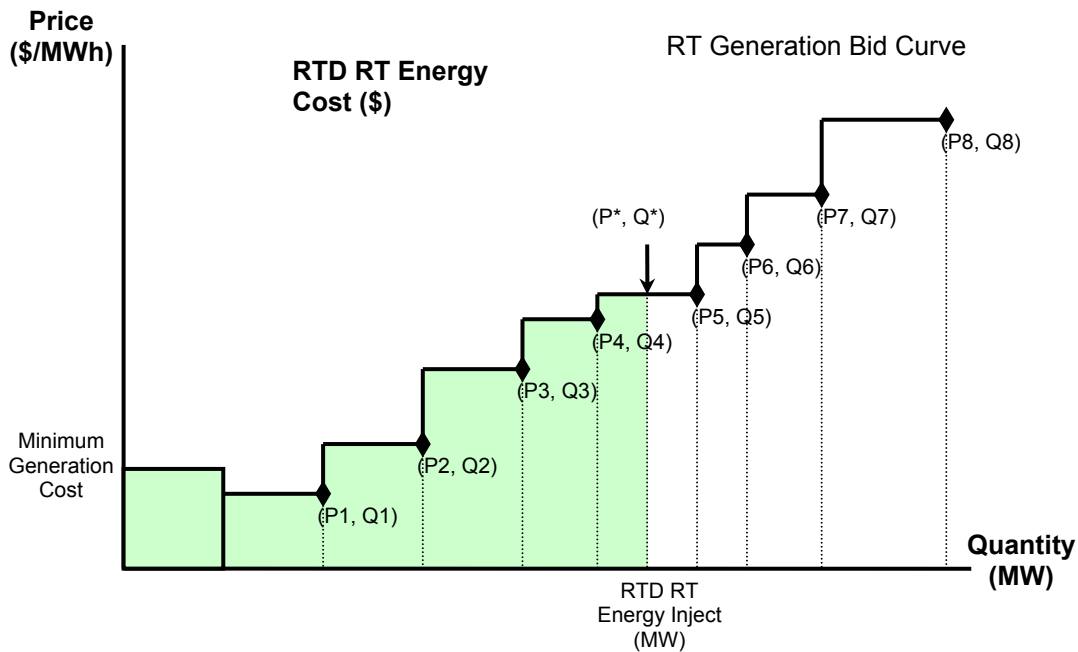 Price
($/MWh)
RT Generation Bid Curve
RTD RT Energy
Cost ($)
(P8, Q8)
(P*, Q*)
(P7, Q7)
(P6, Q6)
(P5, Q5)
(P4, Q4)
(P3, Q3)
Minimum
Generation
Cost
(P2, Q2)
(P1, Q1)
Quantity
(MW)
RTD RT
Energy Inject
(MW)